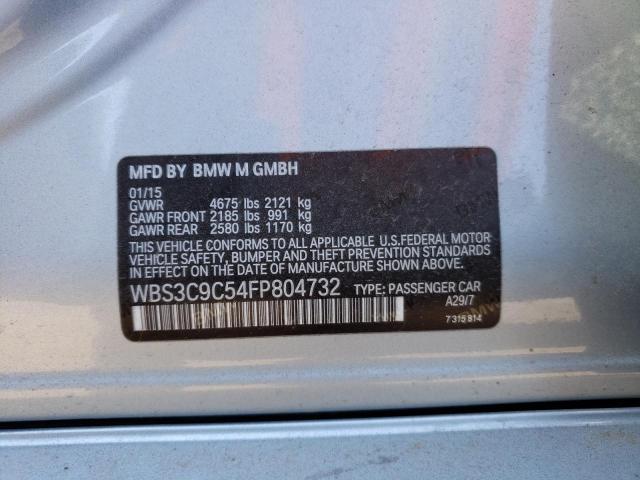 MFD BY BMW M GMBH
01/15
GVWR 4675 lbs 2121 kg
GAWR FRONT 2185 lbs 991 kg
GAWR REAR 2580 lbs 1170 kg
THIS VEHICLE CONFORMS TO ALL APPLICABLE U.S.FEDERAL MOTOR
VEHICLE SAFETY, BUMPER AND THEFT PREVENTION STANDARDS
IN EFFECT ON THE DATE OF MANUFACTURE SHOWN ABOVE.
WBS3C9C54FP804732 TYPE: PASSENGER CAR
A29/7
7315814